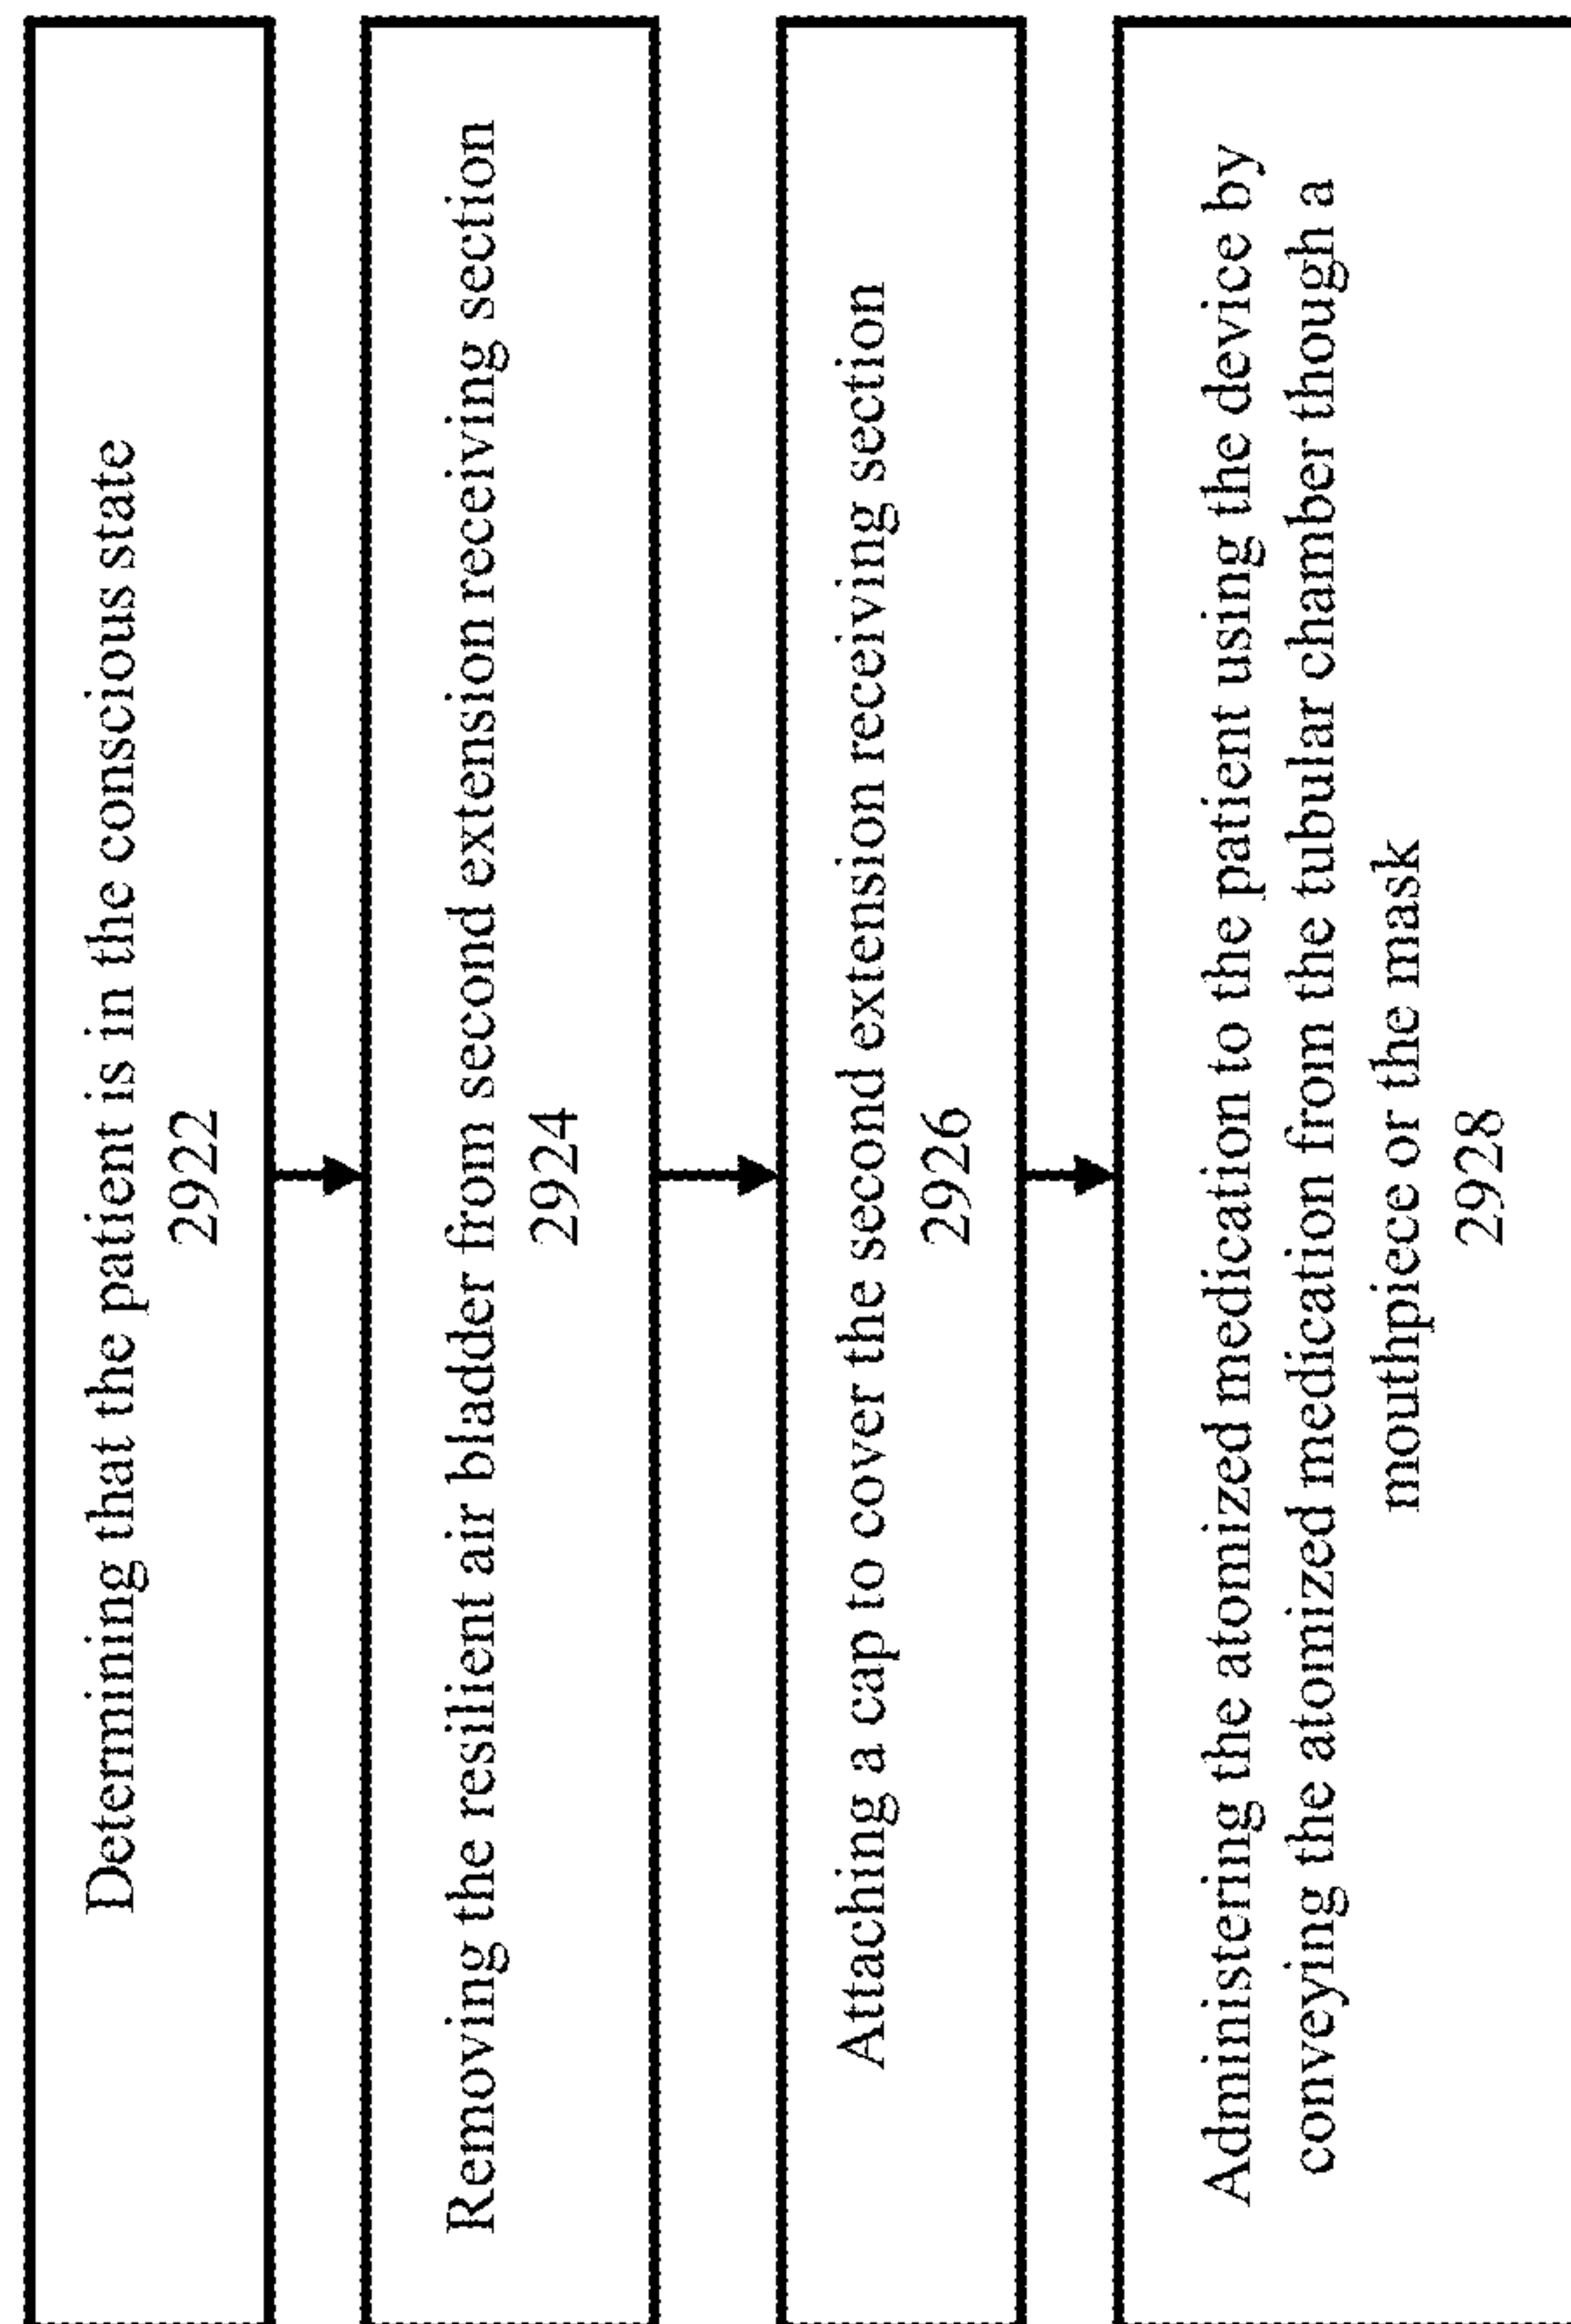 Determining that the patient is in the conscious state
2922
Removing the resilient air bladder from second extension receiving section
2924
Attaching a cap to cover the second extension receiving section
2926
Administering the atomized medication to the patient using the device by
conveying the atomized medication from the tubular chamber though a
mouthpiece or the mask
2928